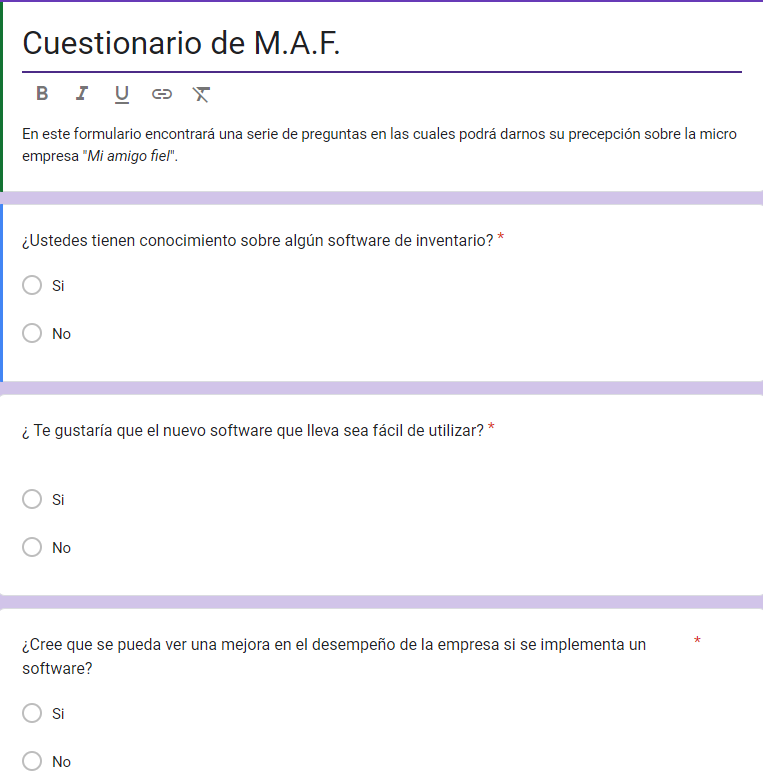 Cuestionario de M.A.F.
B I U
En este formulario encontrará una serie de preguntas en las cuales podrá darnos su precepción sobre la micro
empresa "Mi amigo fiel".
¿Ustedes tienen conocimiento sobre algún software de inventario? *
Si
No
¿ Te gustaría que el nuevo software que lleva sea fácil de utilizar? *
Si
No
¿Cree que se pueda ver una mejora en el desempeño de la empresa si se implementa un *
software?
Si
No